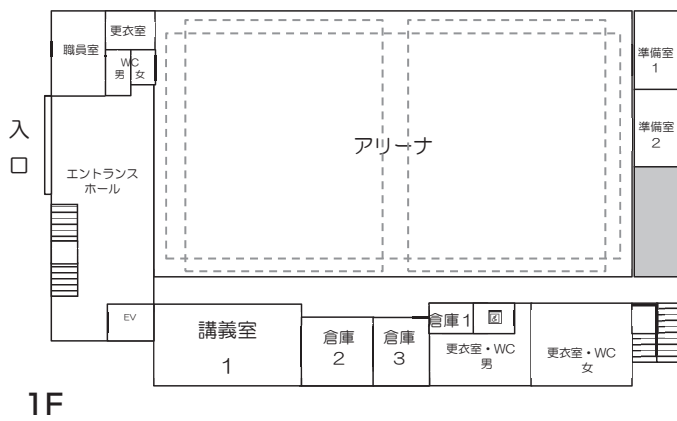 更衣室
職員室
WC
男 女
準備室
1
入
口
アリーナ
準備室
2
エントランス
ホール
EV
講義室
1
倉庫
2
倉庫
3
倉庫1
更衣室・WC
男
更衣室・WC
女
1F